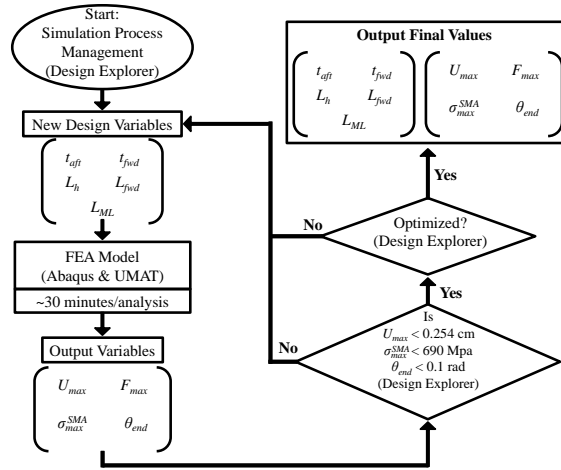 Start:
Simulation Process
Management
(Design Explorer)
New Design Variables
t_aft t_fwd
L_h L_fwd
L_ML
FEA Model
(Abaqus & UMAT)
~30 minutes/analysis
Output Variables
U_max F_max
σ_max^SMA θ_end
Is
U_max < 0.254 cm
σ_max^SMA < 690 Mpa
θ_end < 0.1 rad
(Design Explorer)
No
Yes
Optimized?
(Design Explorer)
No
Yes
Output Final Values
t_aft t_fwd U_max F_max
L_h L_fwd σ_max^SMA θ_end
L_ML